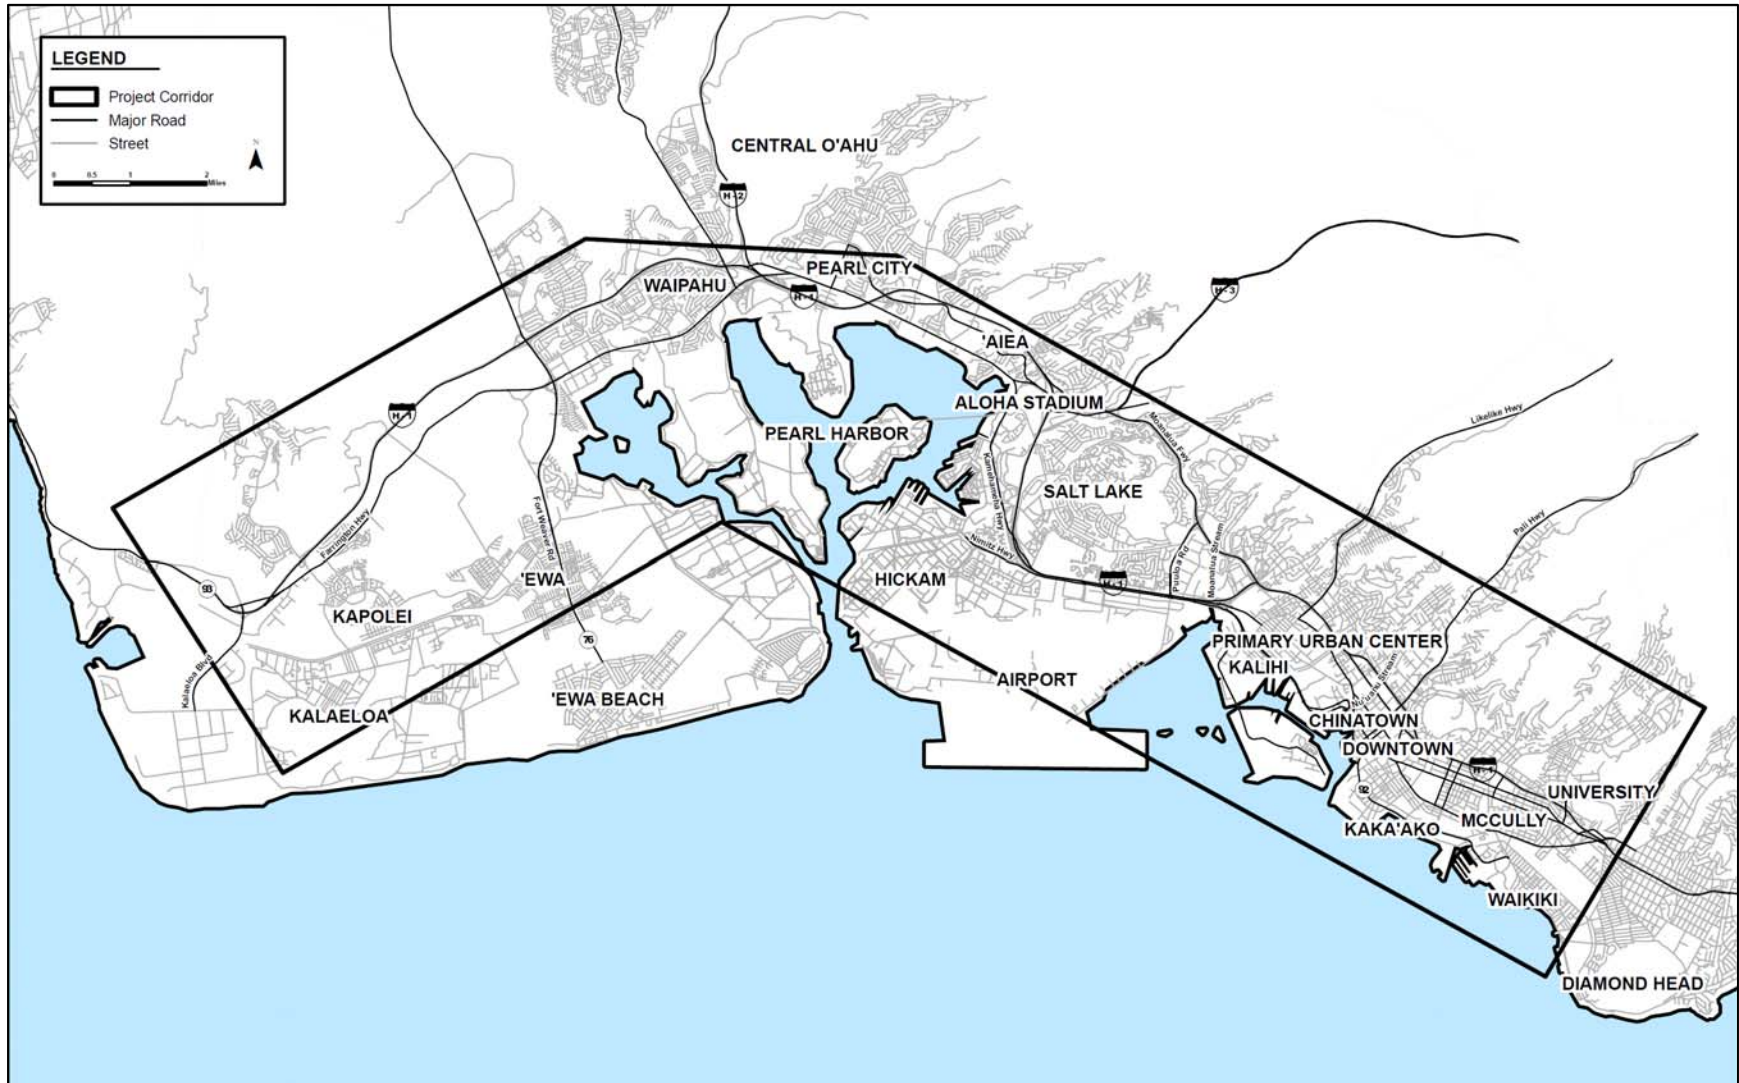 LEGEND
Project Corridor
Major Road
Street
N
0 0.5 1 2
Miles
CENTRAL O'AHU
H-2
PEARL CITY
WAIPAHU
H-1
H-3
'AIEA
ALOHA STADIUM
H-1
Likelike Hwy
Moanalua Fwy
PEARL HARBOR
Kamehameha Hwy
SALT LAKE
Pali Hwy
Fort Weaver Rd
Farrington Hwy
Nimitz Hwy
Puuloa Rd
Moanalua Stream
'EWA
HICKAM
H-1
93
KAPOLEI
76
PRIMARY URBAN CENTER
KALIHI
Kalaeloa Blvd
AIRPORT
Nu'uanu Stream
'EWA BEACH
KALAELOA
CHINATOWN
DOWNTOWN
H-1
92
UNIVERSITY
MCCULLY
KAKA'AKO
WAIKIKI
DIAMOND HEAD